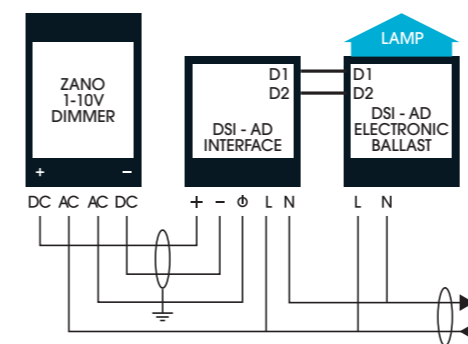 LAMP
ZANO
1-10V
DIMMER
+ −
DC AC AC DC
D1
D2
DSI - AD
INTERFACE
+ − ⏻ L N
D1
D2
DSI - AD
ELECTRONIC
BALLAST
L N